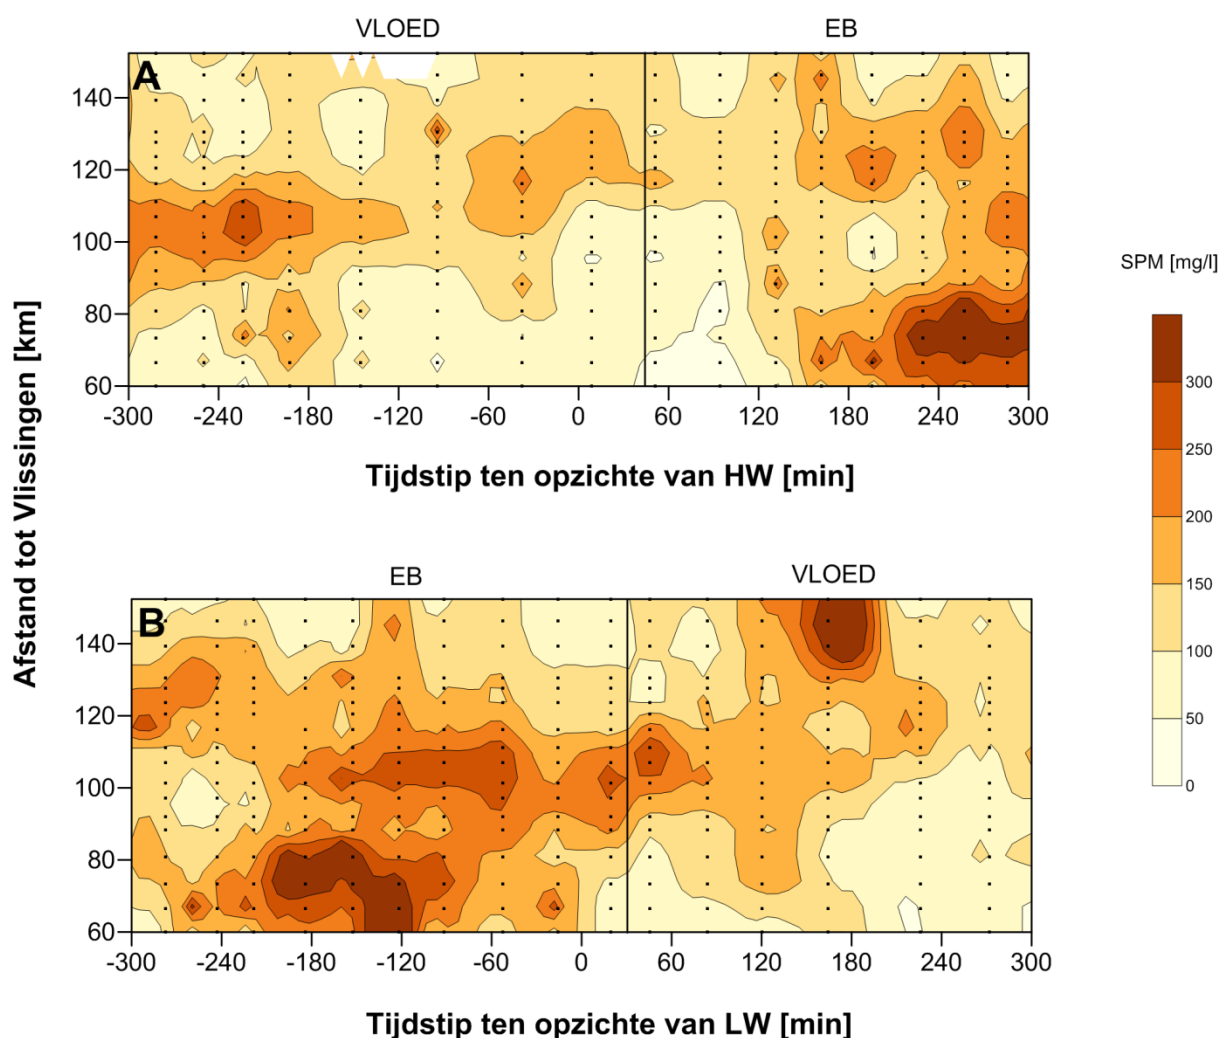 VLOED EB
A
140
120
100
80
60
-300 -240 -180 -120 -60 0 60 120 180 240 300
Tijdstip ten opzichte van HW [min]
Afstand tot Vlissingen [km]
SPM [mg/l]
300
250
200
150
100
50
0
EB VLOED
B
140
120
100
80
60
-300 -240 -180 -120 -60 0 60 120 180 240 300
Tijdstip ten opzichte van LW [min]